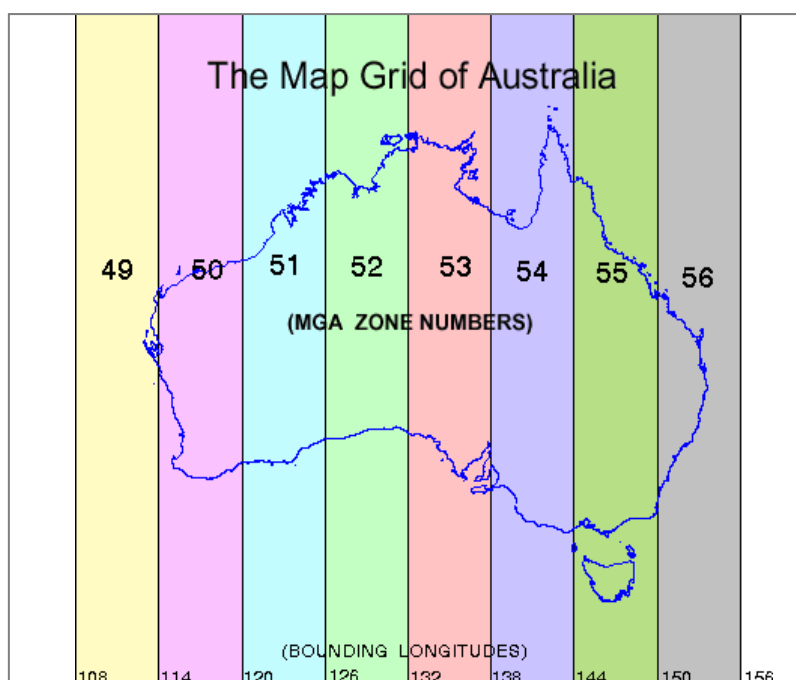 The Map Grid of Australia
49 50 51 52 53 54 55 56
(MGA ZONE NUMBERS)
(BOUNDING LONGITUDES)
108 114 120 126 132 138 144 150 156